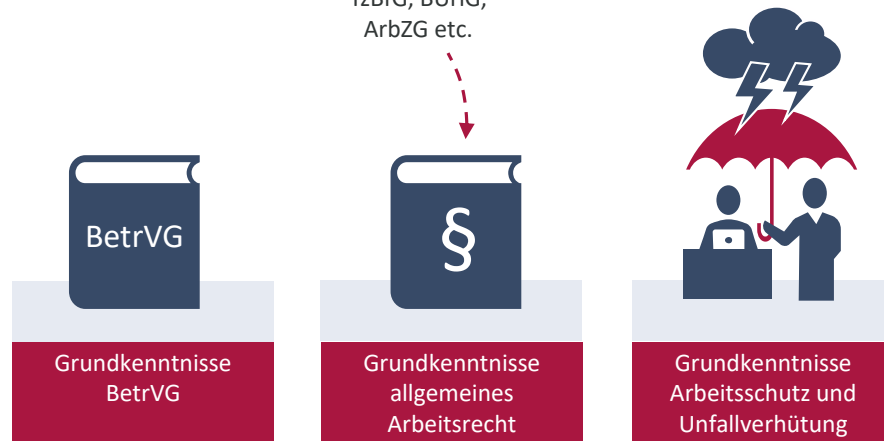 ArbZG etc.
BetrVG
§
Grundkenntnisse
BetrVG
Grundkenntnisse
allgemeines
Arbeitsrecht
Grundkenntnisse
Arbeitsschutz und
Unfallverhütung